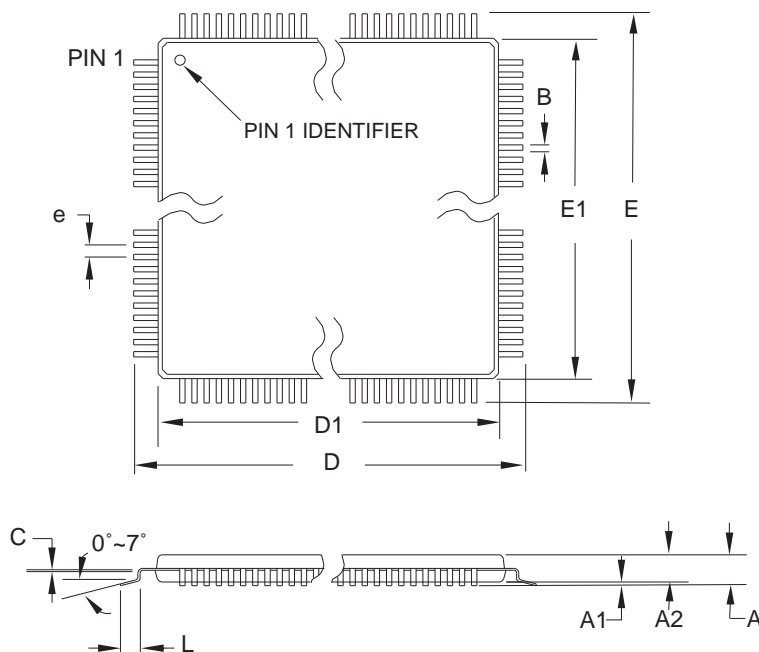 PIN 1
PIN 1 IDENTIFIER
B
e
E1
E
D1
D
C
0°~7°
L
A1
A2
A